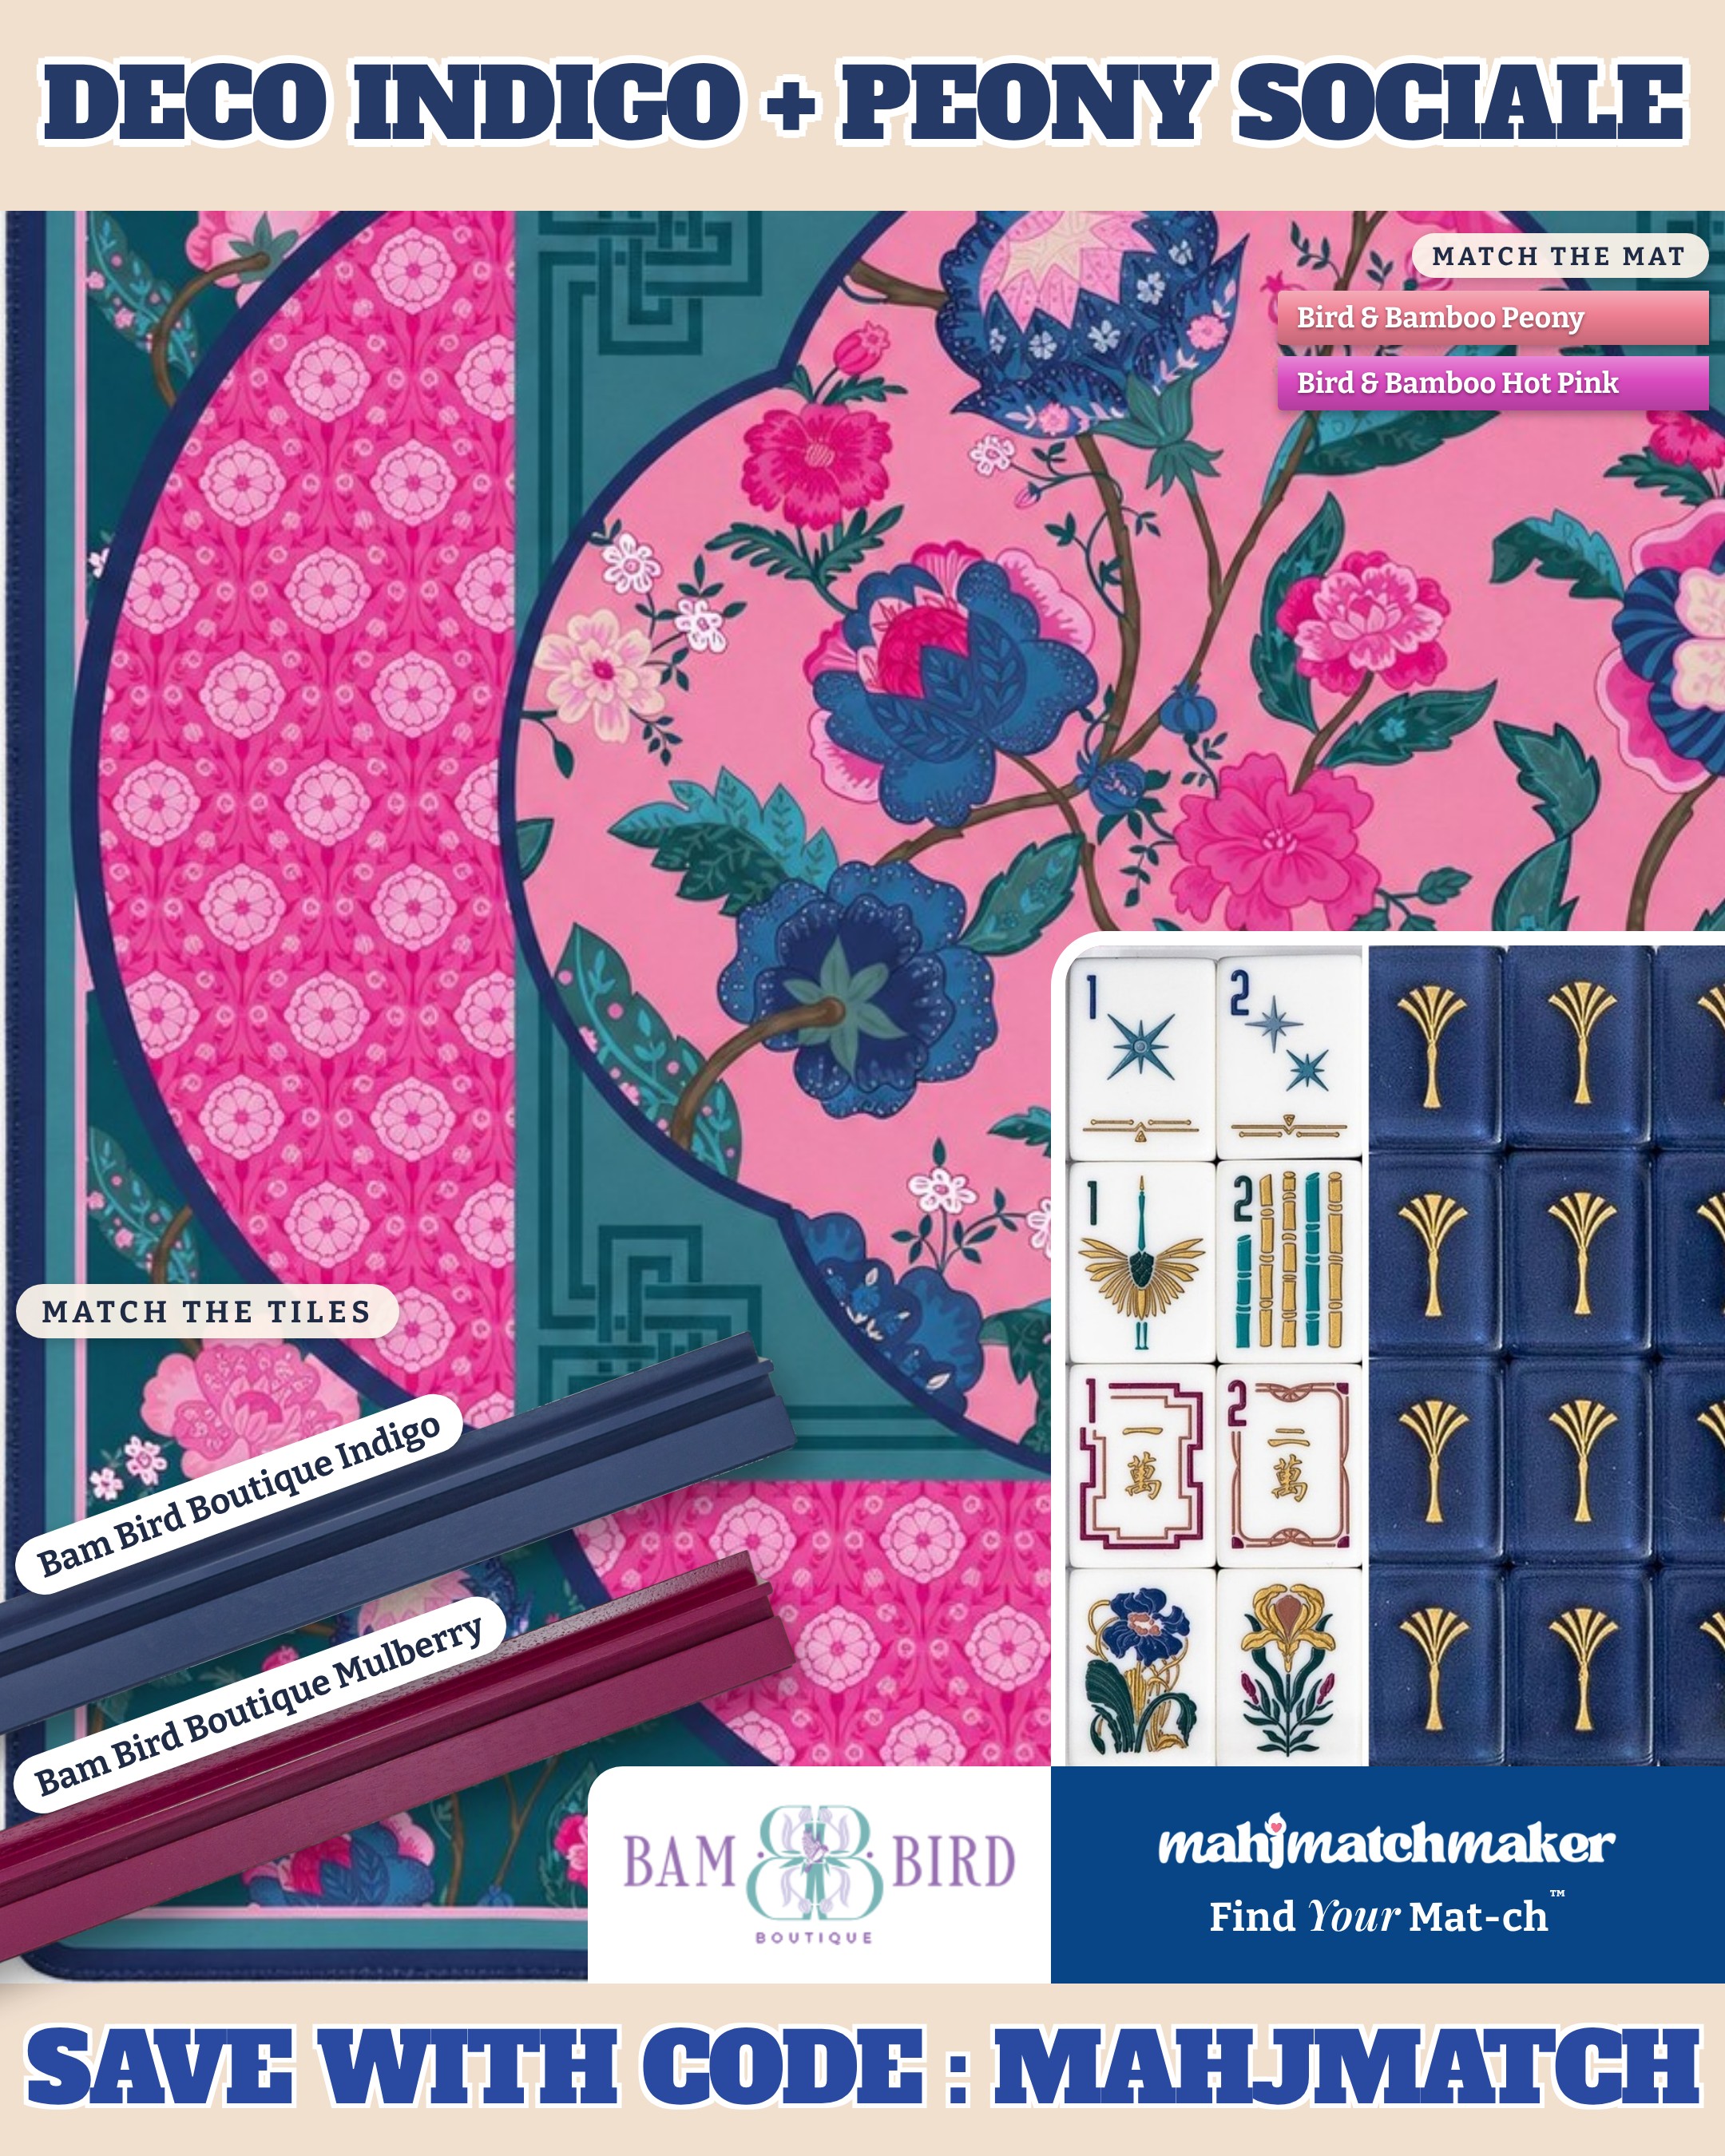 DECO INDIGO + PEONY SOCIALE
MATCH THE MAT
Bird & Bamboo Peony
Bird & Bamboo Hot Pink
1
2
1
2
1
一
萬
2
二
萬
MATCH THE TILES
Bam Bird Boutique Indigo
Bam Bird Boutique Mulberry
BAM BIRD
BOUTIQUE
mahjmatchmaker
Find Your Mat-ch™
SAVE WITH CODE : MAHJMATCH